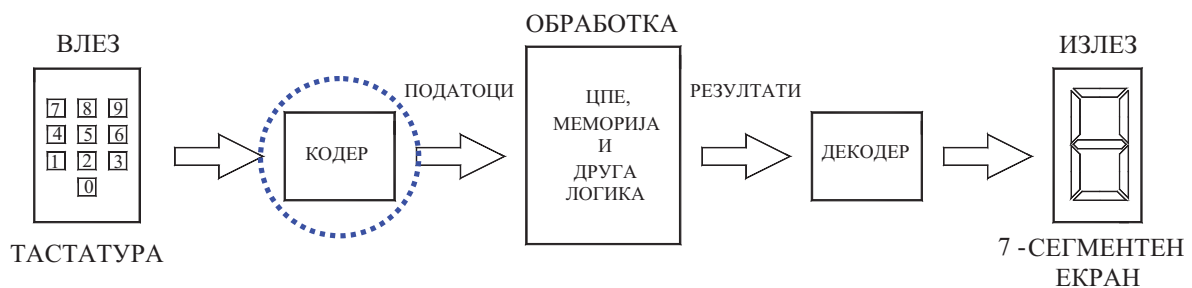 ВЛЕЗ
7 8 9
4 5 6
1 2 3
0
ТАСТАТУРА
КОДЕР
ПОДАТОЦИ
ОБРАБОТКА
ЦПЕ,
МЕМОРИЈА
И
ДРУГА
ЛОГИКА
РЕЗУЛТАТИ
ДЕКОДЕР
ИЗЛЕЗ
7 -СЕГМЕНТЕН
ЕКРАН